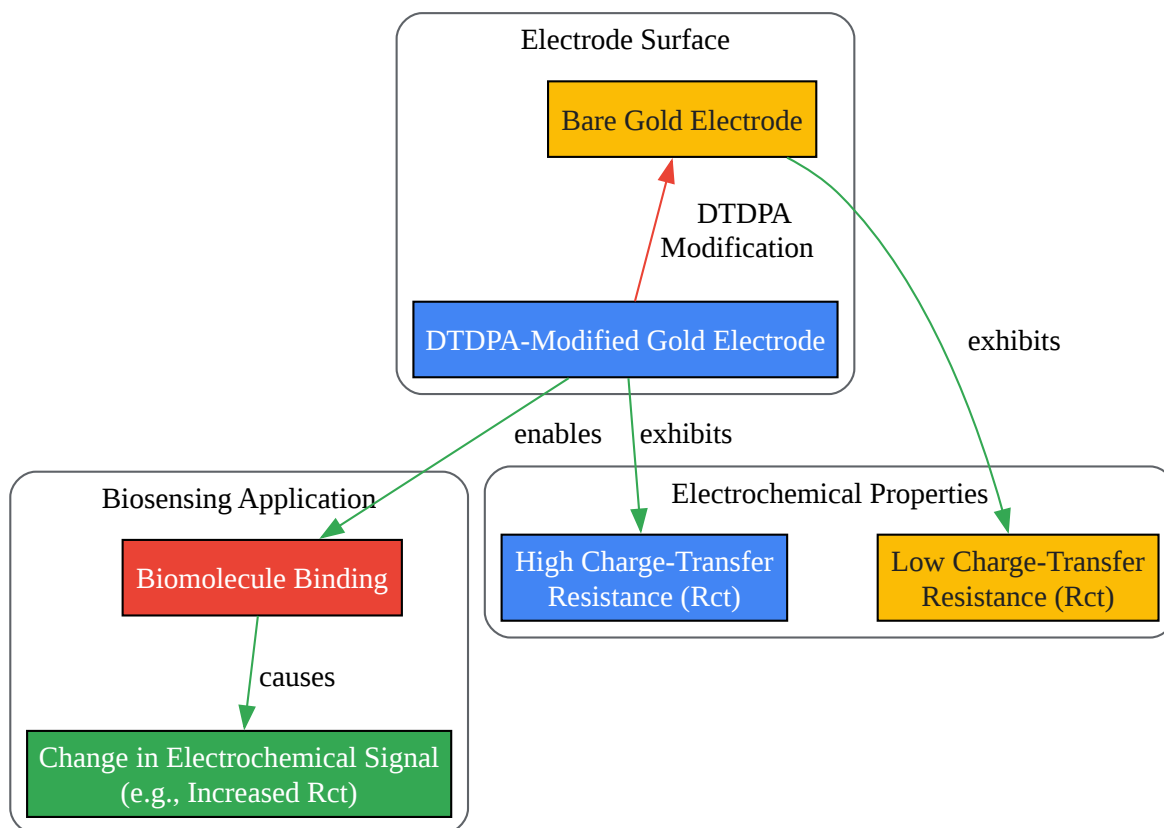 Electrode Surface
Bare Gold Electrode
DTDPA
Modification
DTDPA-Modified Gold Electrode
exhibits
enables
exhibits
Biosensing Application
Biomolecule Binding
causes
Change in Electrochemical Signal
(e.g., Increased Rct)
Electrochemical Properties
High Charge-Transfer
Resistance (Rct)
Low Charge-Transfer
Resistance (Rct)